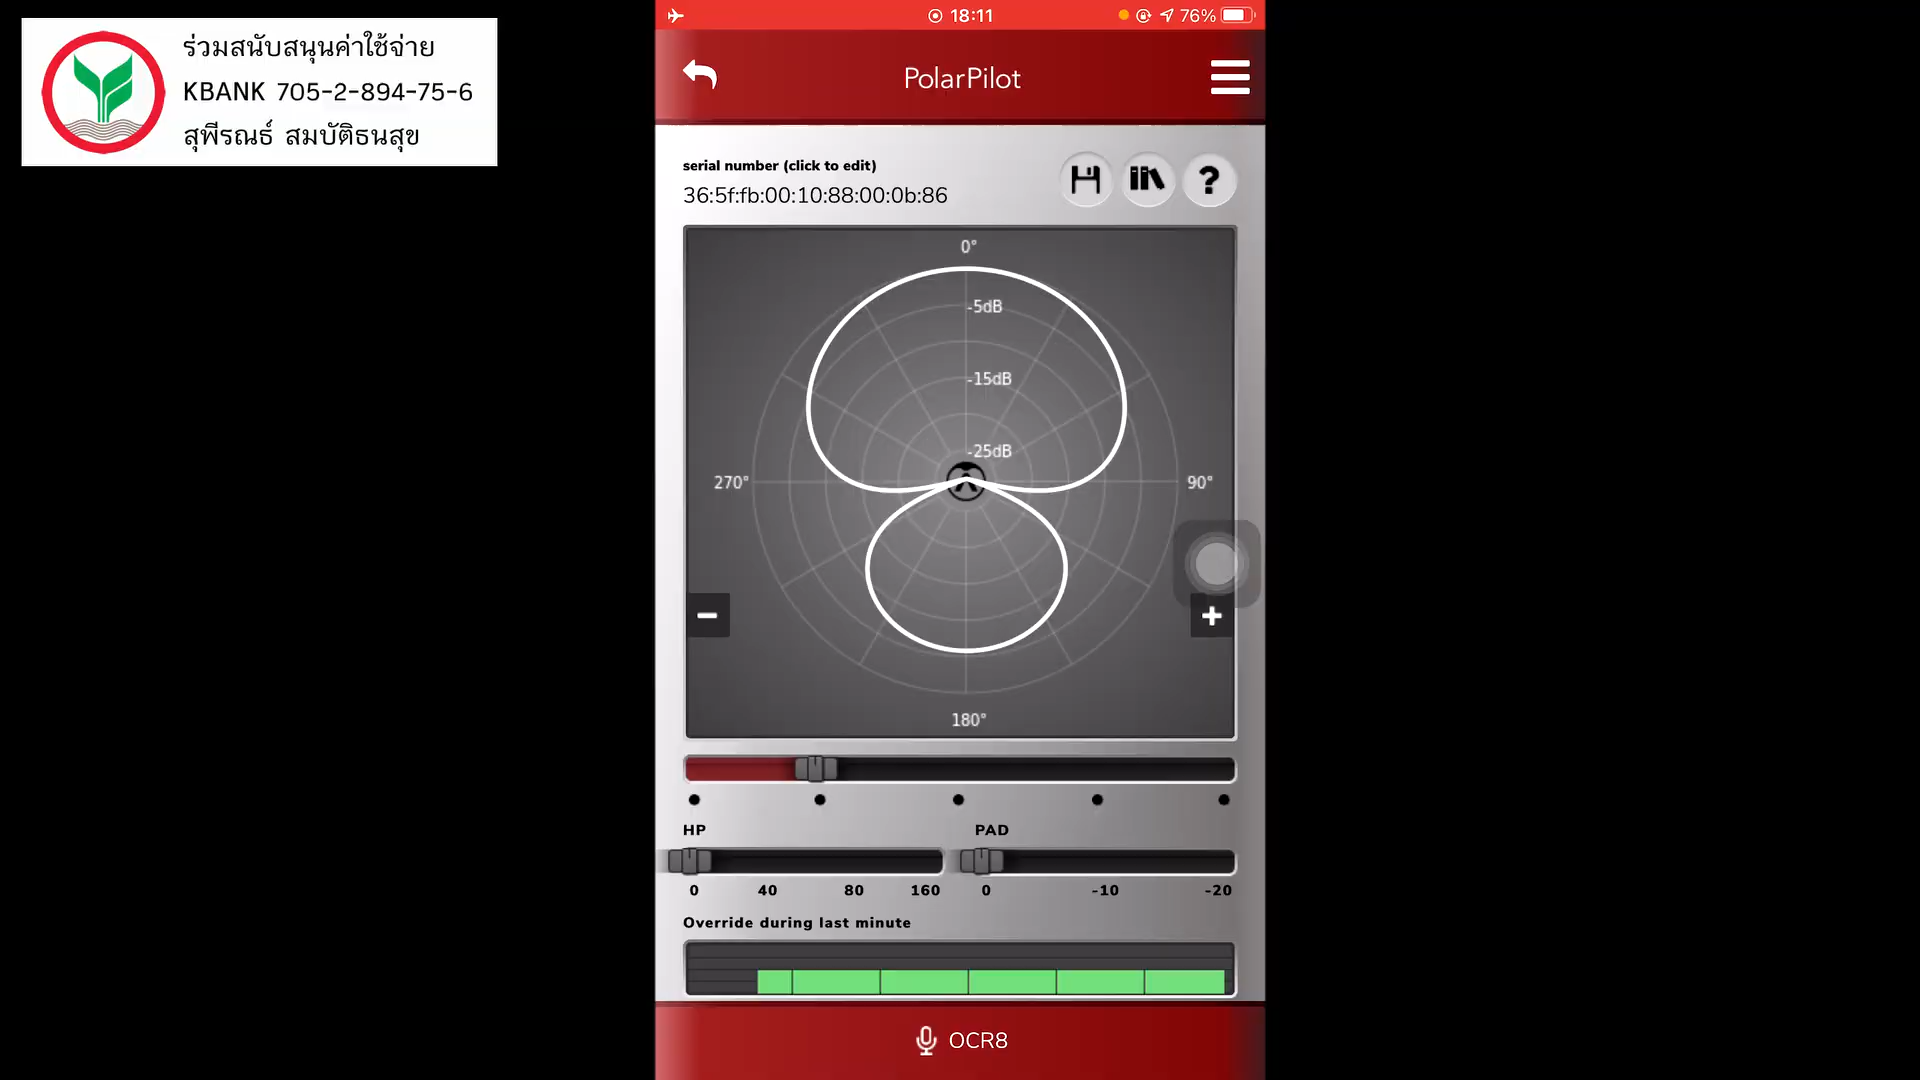 ร่วมสนับสนุนค่าใช้จ่าย
KBANK 705-2-894-75-6
สุพีรณธ์ สมบัติธนสุข
18:11
76%
PolarPilot
serial number (click to edit)
36:5f:fb:00:10:88:00:0b:86
?
0°
-5dB
-15dB
-25dB
270°
90°
180°
HP
PAD
0 40 80 160
0 -10 -20
Override during last minute
OCR8